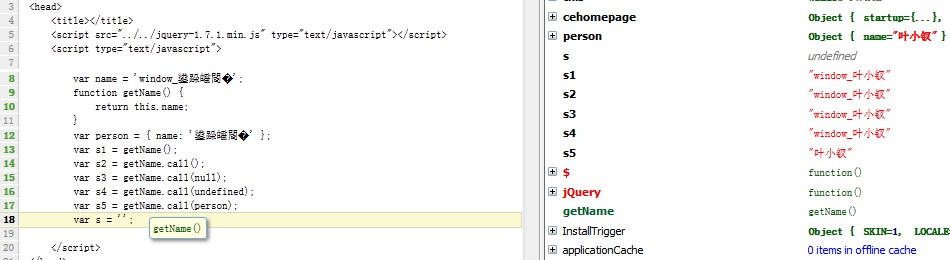 3 <head>
4 <title></title>
5 <script src="../../jquery-1.7.1.min.js" type="text/javascript"></script>
6 <script type="text/javascript">
7
8 var name = 'window_鍙跺皬閽�';
9 function getName() {
10 return this.name;
11 }
12 var person = { name: '鍙跺皬閽�' };
13 var s1 = getName();
14 var s2 = getName.call();
15 var s3 = getName.call(null);
16 var s4 = getName.call(undefined);
17 var s5 = getName.call(person);
18 var s = '';
getName()
19
20 </script>
cehomepage Object { startup={...},
person Object { name="叶小钗"}
s undefined
s1 "window_叶小钗"
s2 "window_叶小钗"
s3 "window_叶小钗"
s4 "window_叶小钗"
s5 "叶小钗"
$ function()
jQuery function()
getName getName()
InstallTrigger Object { SKIN=1, LOCALE
applicationCache 0 items in offline cache